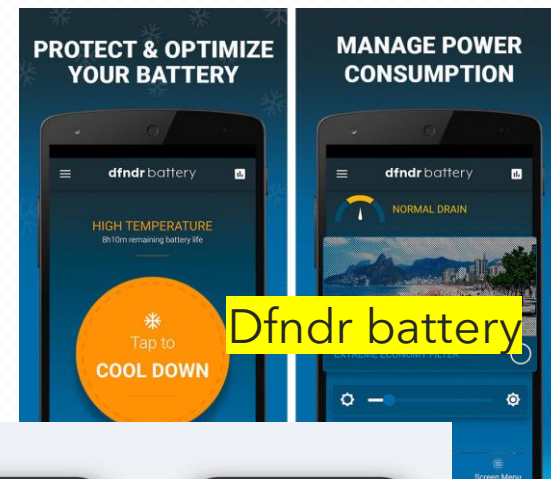 PROTECT & OPTIMIZE
YOUR BATTERY
dfndr battery
HIGH TEMPERATURE
8h10m remaining battery life
Tap to
COOL DOWN
MANAGE POWER
CONSUMPTION
dfndr battery
NORMAL DRAIN
Dfndr battery
EXTREME ECONOMY FILTER
Screen Menu